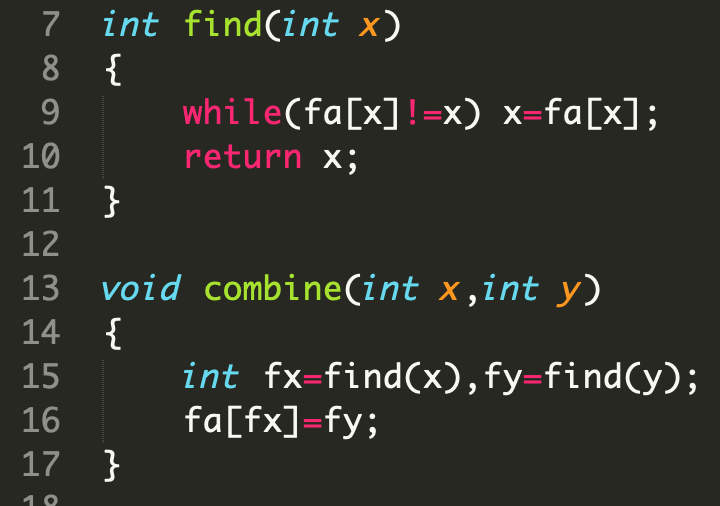 7 int find(int x)
8 {
9 while(fa[x]!=x) x=fa[x];
10 return x;
11 }
12
13 void combine(int x,int y)
14 {
15 int fx=find(x),fy=find(y);
16 fa[fx]=fy;
17 }
18